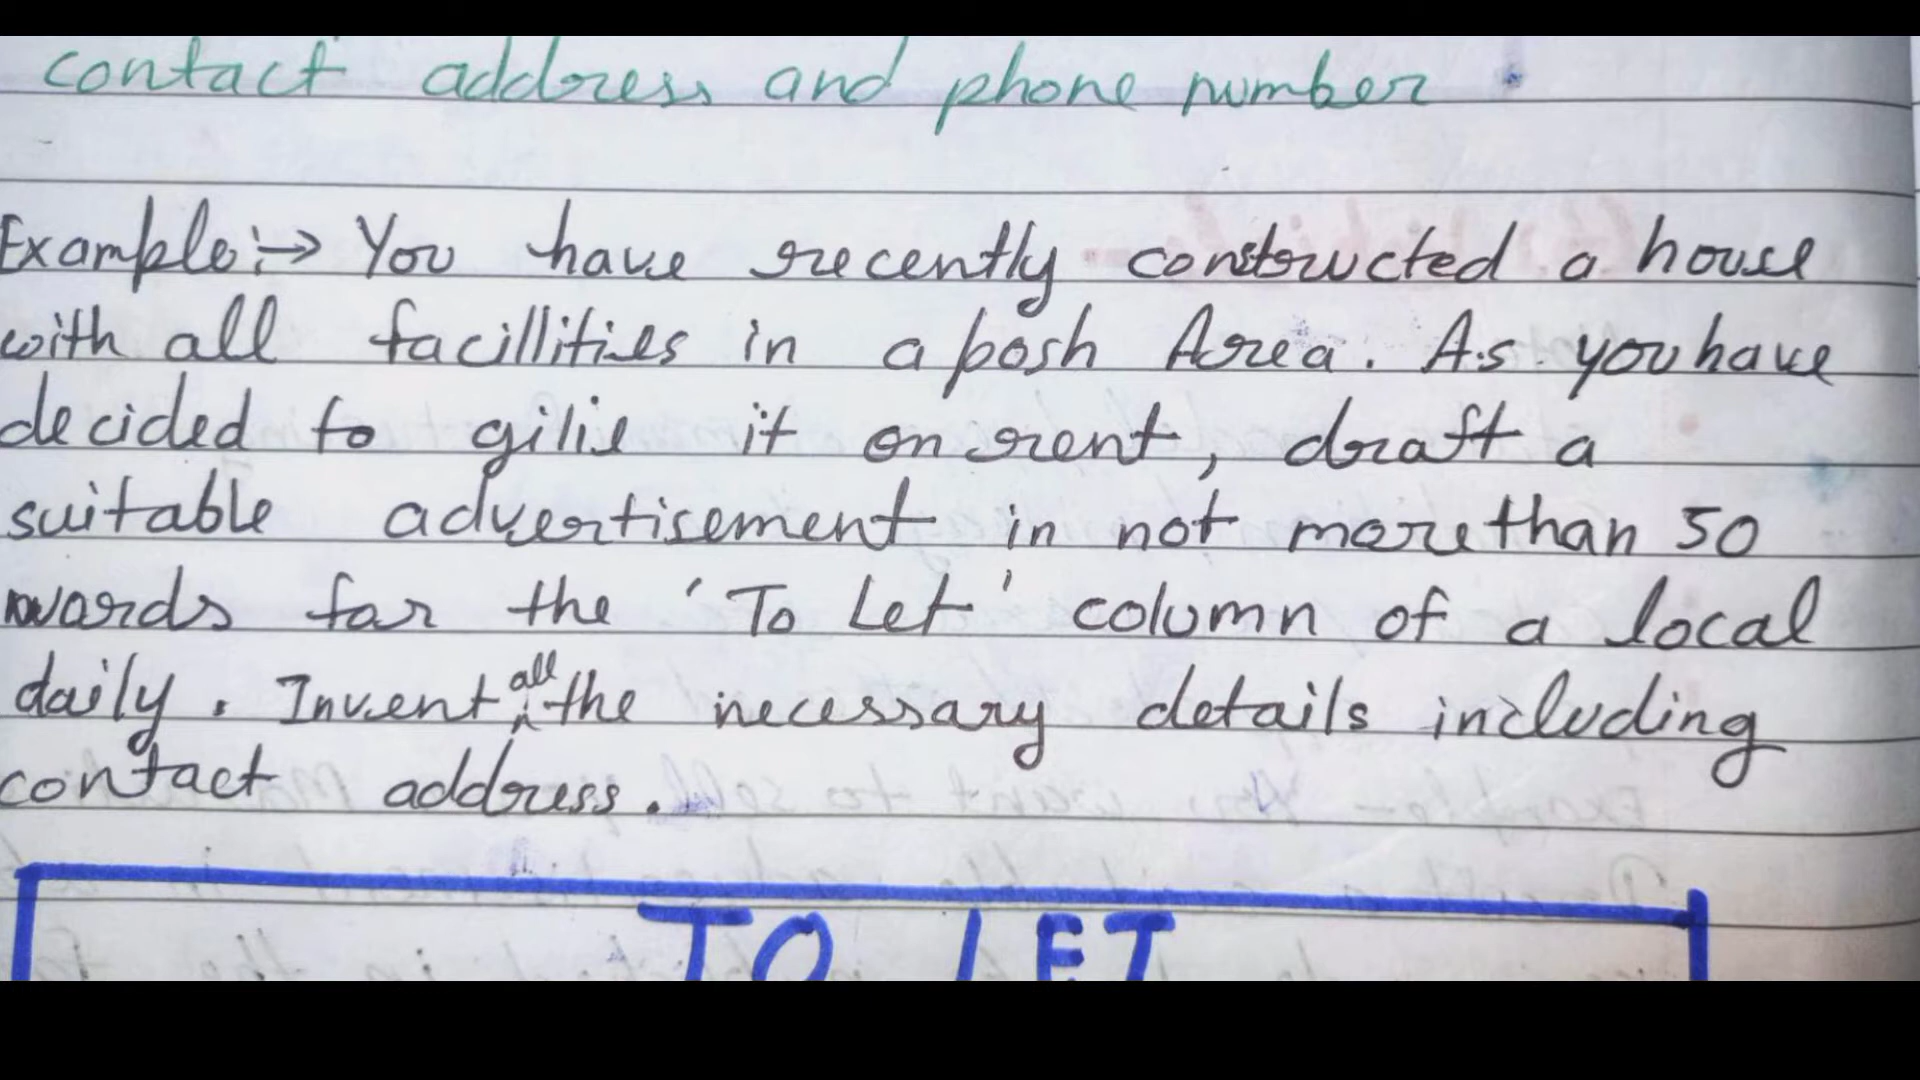 contact address and phone number
Example:→ You have recently constructed a house
with all facillities in a posh Area. As you have
decided to gilie it on rent, draft a
suitable advertisement in not more than 50
words for the 'To Let' column of a local
daily. Invent all the necessary details including
contact address.
TO LET